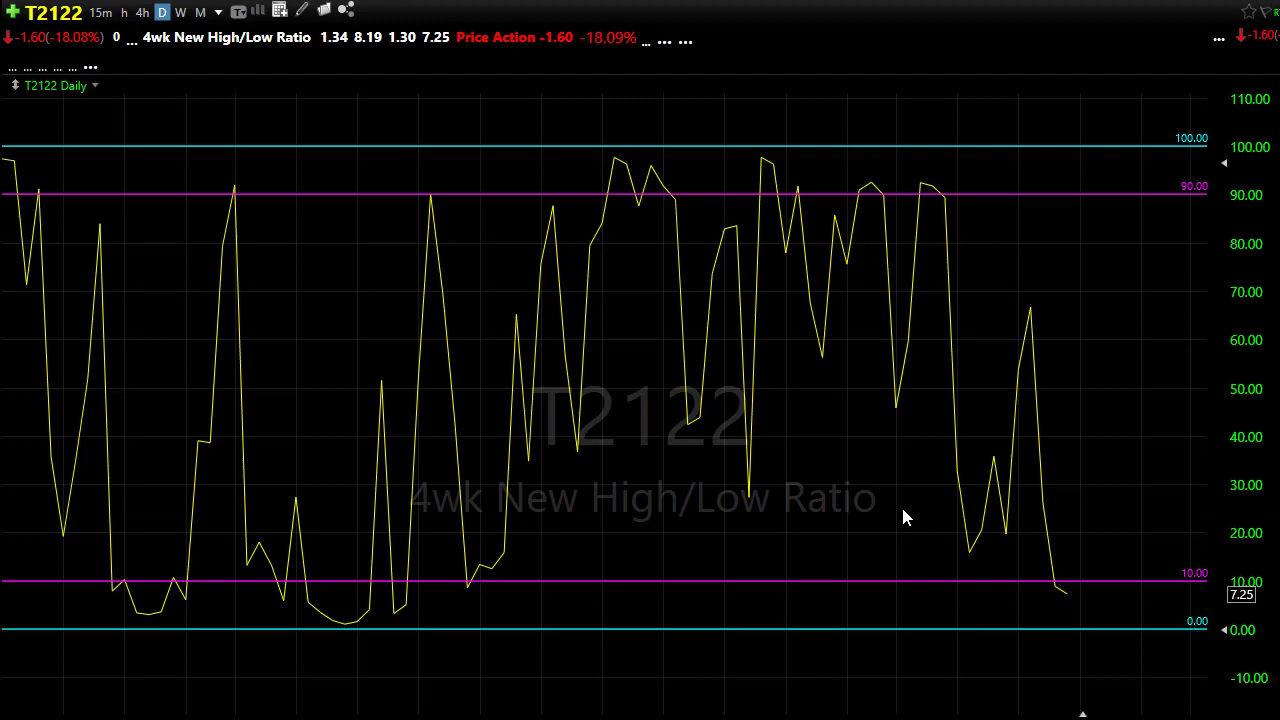 T2122 15m h 4h D W M
-1.60(-18.08%) 0 ... 4wk New High/Low Ratio 1.34 8.19 1.30 7.25 Price Action -1.60 -18.09% ... ... ... ... -1.60(-
... ... ... ... ... ...
T2122 Daily
110.00
100.00 100.00
90.00 90.00
80.00
70.00
60.00
50.00
T2122
40.00
4wk New High/Low Ratio
30.00
20.00
10.00 10.00
7.25
0.00 0.00
-10.00